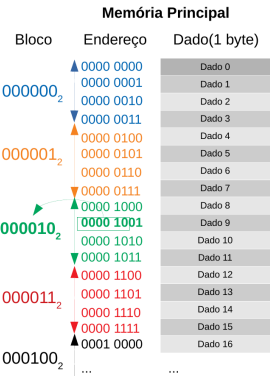 Memória Principal
Bloco Endereço Dado(1 byte)
0000 0000 Dado 0
000000₂ 0000 0001 Dado 1
0000 0010 Dado 2
0000 0011 Dado 3
0000 0100 Dado 4
000001₂ 0000 0101 Dado 5
0000 0110 Dado 6
0000 0111 Dado 7
0000 1000 Dado 8
000010₂ 0000 1001 Dado 9
0000 1010 Dado 10
0000 1011 Dado 11
0000 1100 Dado 12
000011₂ 0000 1101 Dado 13
0000 1110 Dado 14
0000 1111 Dado 15
000100₂ 0001 0000 Dado 16
... ...